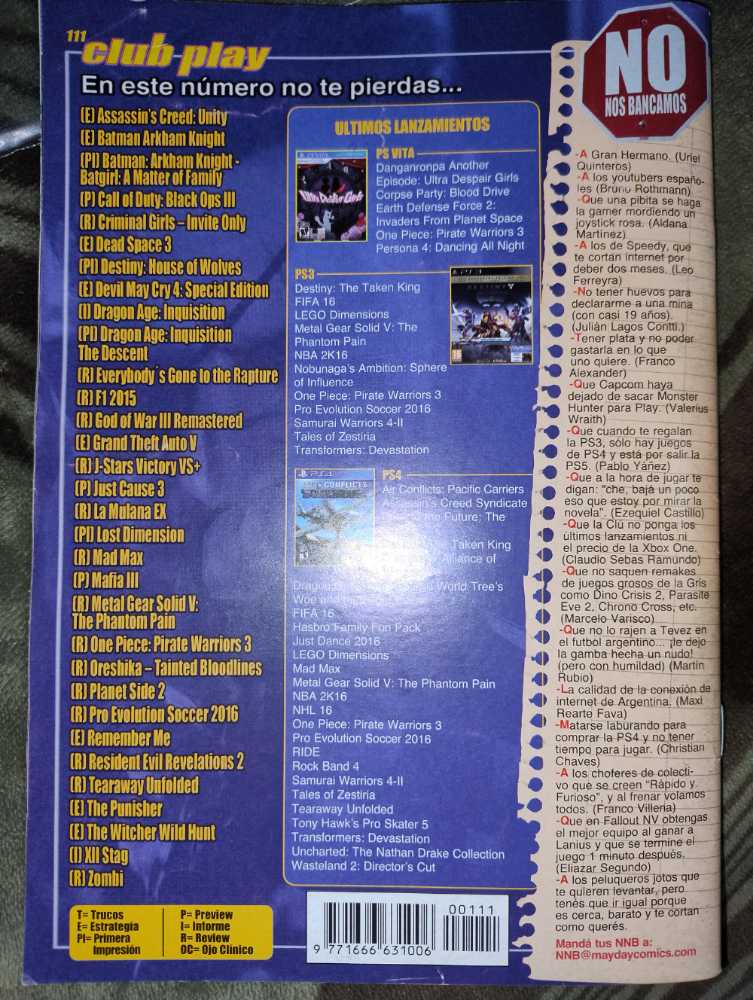 111
club play
En este número no te pierdas...
(E) Assassin's Creed: Unity
(E) Batman Arkham Knight
(PI) Batman: Arkham Knight -
Batgirl: A Matter of Family
(P) Call of Duty: Black Ops III
(R) Criminal Girls – Invite Only
(E) Dead Space 3
(PI) Destiny: House of Wolves
(E) Devil May Cry 4: Special Edition
(I) Dragon Age: Inquisition
(PI) Dragon Age: Inquisition
The Descent
(R) Everybody´s Gone to the Rapture
(R) F1 2015
(R) God of War III Remastered
(E) Grand Theft Auto V
(R) J-Stars Victory VS+
(P) Just Cause 3
(R) La Mulana EX
(PI) Lost Dimension
(R) Mad Max
(P) Mafia III
(R) Metal Gear Solid V:
The Phantom Pain
(R) One Piece: Pirate Warriors 3
(R) Oreshika – Tainted Bloodlines
(R) Planet Side 2
(R) Pro Evolution Soccer 2016
(E) Remember Me
(R) Resident Evil Revelations 2
(R) Tearaway Unfolded
(E) The Punisher
(E) The Witcher Wild Hunt
(I) XII Stag
(R) Zombi
T= Trucos
E= Estrategia
PI= Primera
Impresión
P= Preview
I= Informe
R= Review
OC= Ojo Clínico
ULTIMOS LANZAMIENTOS
PS VITA
Danganronpa Another
Episode: Ultra Despair Girls
Corpse Party: Blood Drive
Earth Defense Force 2:
Invaders From Planet Space
One Piece: Pirate Warriors 3
Persona 4: Dancing All Night
PS3
Destiny: The Taken King
FIFA 16
LEGO Dimensions
Metal Gear Solid V: The
Phantom Pain
NBA 2K16
Nobunaga's Ambition: Sphere
of Influence
One Piece: Pirate Warriors 3
Pro Evolution Soccer 2016
Samurai Warriors 4-II
Tales of Zestiria
Transformers: Devastation
DESTINY
PS4
CONFLICTS
Air Conflicts: Pacific Carriers
Assassin's Creed Syndicate
the Future: The
Taken King
Alliance of
World Tree's
Woe and
FIFA 16
Hasbro Family Fun Pack
Just Dance 2016
LEGO Dimensions
Mad Max
Metal Gear Solid V: The Phantom Pain
NBA 2K16
NHL 16
One Piece: Pirate Warriors 3
Pro Evolution Soccer 2016
RIDE
Rock Band 4
Samurai Warriors 4-II
Tales of Zestiria
Tearaway Unfolded
Tony Hawk's Pro Skater 5
Transformers: Devastation
Uncharted: The Nathan Drake Collection
Wasteland 2: Director's Cut
00111
9 771666 631006
NO
NOS BANCAMOS
-A Gran Hermano. (Uriel
Quinteros)
-A los youtubers españo-
les (Bruno Rothmann)
-Que una pibita se haga
la gamer mordiendo un
joystick rosa. (Aldana
Martinez)
-A los de Speedy, que
te cortan internet por
deber dos meses. (Leo
Ferreyra)
-No tener huevos para
declararme a una mina
(con casi 19 años).
(Julián Lagos Contti.)
-Tener plata y no poder
gastarla en lo que
uno quiere. (Franco
Alexander)
-Que Capcom haya
dejado de sacar Monster
Hunter para Play. (Valerius
Wraith)
-Que cuando te regalan
la PS3, sólo hay juegos
de PS4 y está por salir la
PS5. (Pablo Yáñez)
-Que a la hora de jugar te
digan: "che, bajá un poco
eso que estoy por mirar la
novela". (Ezequiel Castillo)
-Que la Clu no ponga los
últimos lanzamientos ni
el precio de la Xbox One.
(Claudio Sebas Ramundo)
-Que no saquen remakes
de juegos grosos de la Gris
como Dino Crisis 2, Parasite
Eve 2, Chrono Cross, etc.
(Marcelo Varisco)
-Que no lo rajen a Tevez en
el futbol argentino... ¡le dejo
la gamba hecha un nudo!
(pero con humildad) (Martín
Rubio)
-La calidad de la conexión de
internet de Argentina. (Maxi
Rearte Fava)
-Matarse laburando para
comprar la PS4 y no tener
tiempo para jugar. (Christian
Chaves)
-A los choferes de colecti-
vo que se creen "Rápido y
Furioso", y al frenar volamos
todos. (Franco Villena)
-Que en Fallout NV obtengas
el mejor equipo al ganar a
Lanius y que se termine el
juego 1 minuto después.
(Eliazar Segundo)
-A los peluqueros jotos que
te quieren levantar, pero
tenés que ir igual porque
es cerca, barato y te cortan
como querés.
Mandá tus NNB a:
NNB@maydaycomics.com